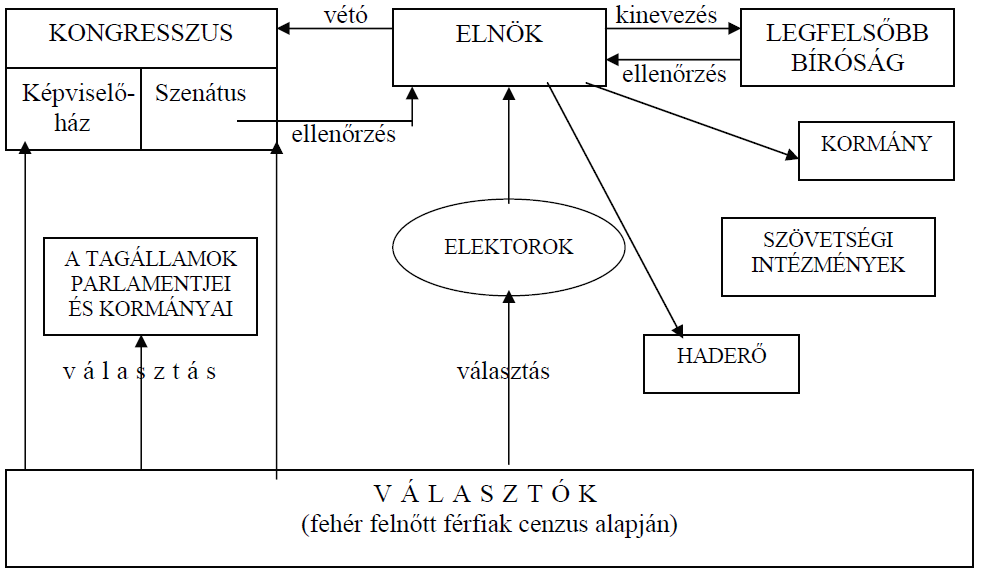 KONGRESSZUS
vétó
ELNÖK
kinevezés
ellenőrzés
LEGFELSŐBB
BÍRÓSÁG
Képviselő-
ház
Szenátus
ellenőrzés
KORMÁNY
A TAGÁLLAMOK
PARLAMENTJEI
ÉS KORMÁNYAI
ELEKTOROK
SZÖVETSÉGI
INTÉZMÉNYEK
HADERŐ
v á l a s z t á s
választás
V Á L A S Z T Ó K
(fehér felnőtt férfiak cenzus alapján)